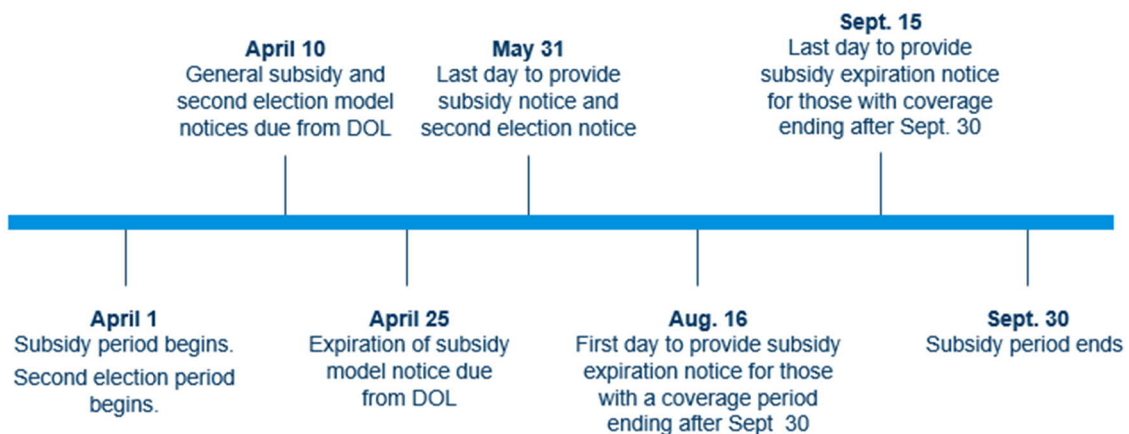 April 10
General subsidy and
second election model
notices due from DOL
May 31
Last day to provide
subsidy notice and
second election notice
Sept. 15
Last day to provide
subsidy expiration notice
for those with coverage
ending after Sept. 30
April 1
Subsidy period begins.
Second election period
begins.
April 25
Expiration of subsidy
model notice due
from DOL
Aug. 16
First day to provide subsidy
expiration notice for those
with a coverage period
ending after Sept 30
Sept. 30
Subsidy period ends